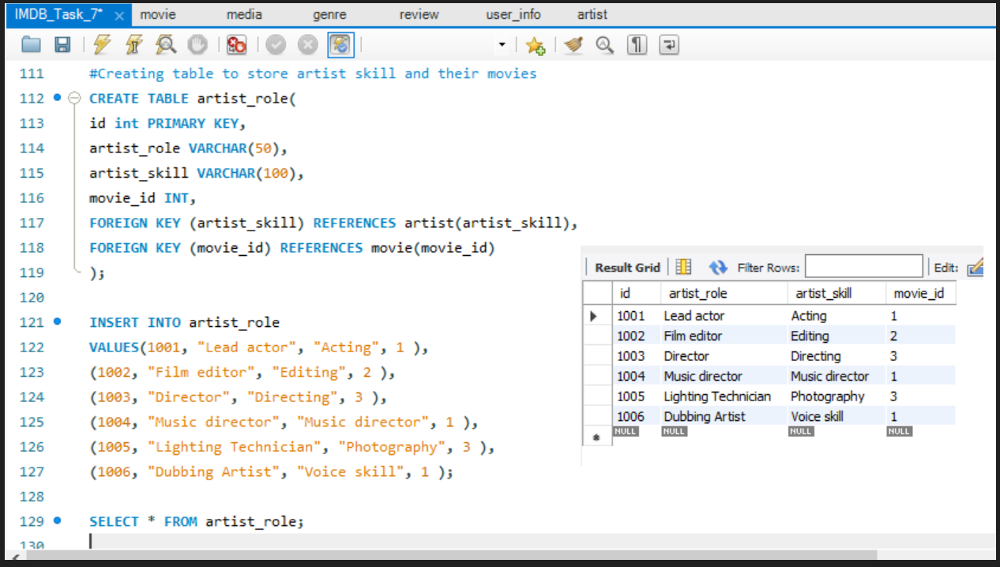 IMDB_Task_7* × movie media genre review user_info artist
111 #Creating table to store artist skill and their movies
112 CREATE TABLE artist_role(
113 id int PRIMARY KEY,
114 artist_role VARCHAR(50),
115 artist_skill VARCHAR(100),
116 movie_id INT,
117 FOREIGN KEY (artist_skill) REFERENCES artist(artist_skill),
118 FOREIGN KEY (movie_id) REFERENCES movie(movie_id)
119 );
120
121 INSERT INTO artist_role
122 VALUES(1001, "Lead actor", "Acting", 1 ),
123 (1002, "Film editor", "Editing", 2 ),
124 (1003, "Director", "Directing", 3 ),
125 (1004, "Music director", "Music director", 1 ),
126 (1005, "Lighting Technician", "Photography", 3 ),
127 (1006, "Dubbing Artist", "Voice skill", 1 );
128
129 SELECT * FROM artist_role;
130
Result Grid Filter Rows: Edit:
id artist_role artist_skill movie_id
1001 Lead actor Acting 1
1002 Film editor Editing 2
1003 Director Directing 3
1004 Music director Music director 1
1005 Lighting Technician Photography 3
1006 Dubbing Artist Voice skill 1
NULL NULL NULL NULL